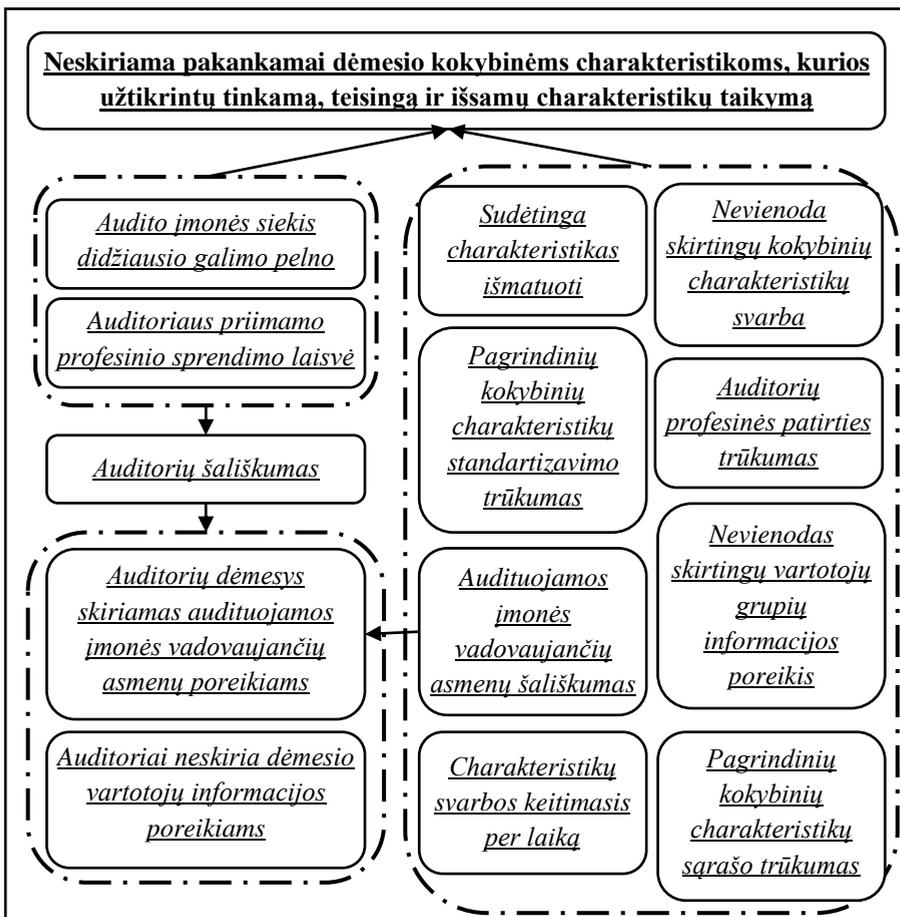 Neskiriama pakankamai dėmesio kokybinėms charakteristikoms, kurios
užtikrintų tinkamą, teisingą ir išsamų charakteristikų taikymą
Audito įmonės siekis
didžiausio galimo pelno
Auditoriaus priimamo
profesinio sprendimo laisvė
Auditorių šališkumas
Auditorių dėmesys
skiriamas audituojamos
įmonės vadovaujančių
asmenų poreikiams
Auditoriai neskiria dėmesio
vartotojų informacijos
poreikiams
Sudėtinga
charakteristikas
išmatuoti
Pagrindinių
kokybinių
charakteristikų
standartizavimo
trūkumas
Audituojamos
įmonės
vadovaujančių
asmenų šališkumas
Charakteristikų
svarbos keitimasis
per laiką
Nevienoda
skirtingų kokybinių
charakteristikų
svarba
Auditorių
profesinės patirties
trūkumas
Nevienodas
skirtingų vartotojų
grupių
informacijos
poreikis
Pagrindinių
kokybinių
charakteristikų
sąrašo trūkumas